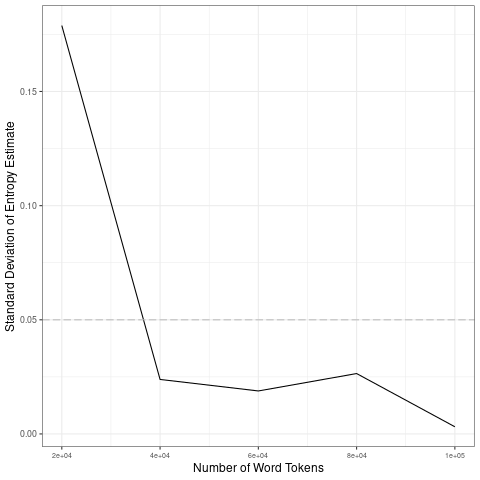 Standard Deviation of Entropy Estimate
0.15
0.10
0.05
0.00
2e+04 4e+04 6e+04 8e+04 1e+05
Number of Word Tokens